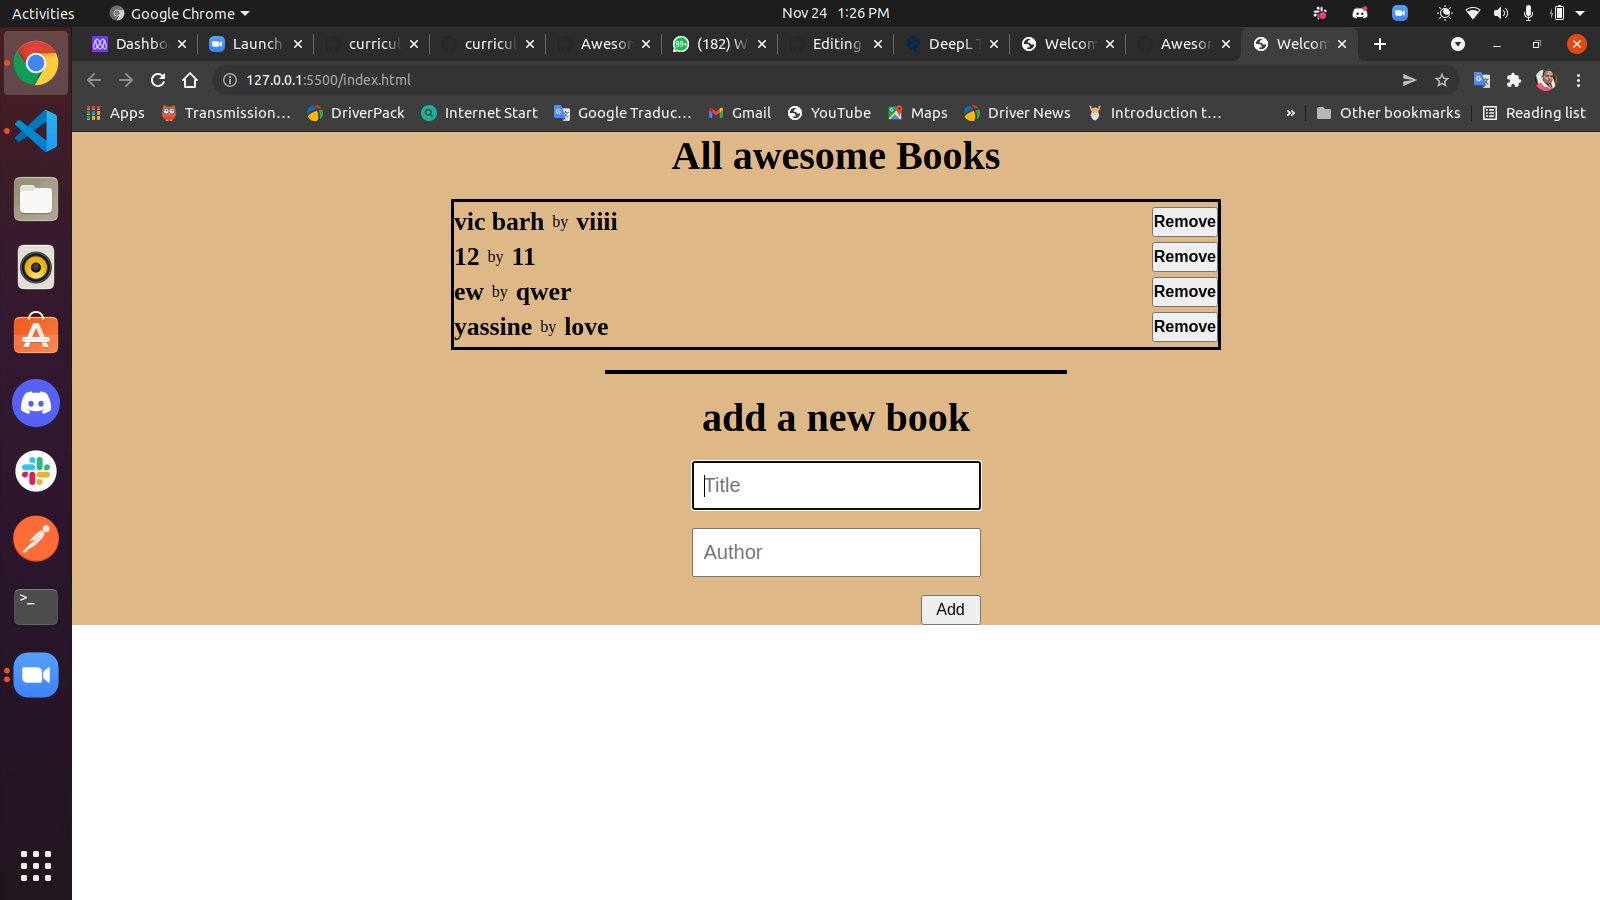 Activities Google Chrome Nov 24 1:26 PM
Dashbo Launch curricul curricul Awesor 99+ (182) W Editing DeepL T Welcom Awesor Welcom
127.0.0.1:5500/index.html
Apps Transmission… DriverPack Internet Start Google Traduc… Gmail YouTube Maps Driver News Introduction t… » Other bookmarks Reading list
All awesome Books
vic barh by viiii Remove
12 by 11 Remove
ew by qwer Remove
yassine by love Remove
add a new book
Title
Author
Add